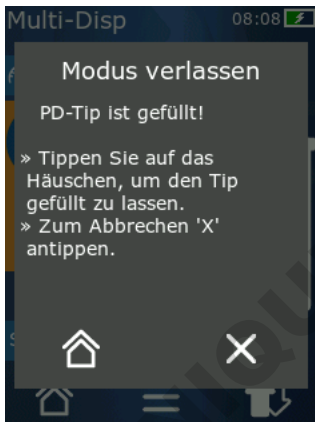 Multi-Disp 08:08
Modus verlassen
PD-Tip ist gefüllt!
» Tippen Sie auf das
Häuschen, um den Tip
gefüllt zu lassen.
» Zum Abbrechen 'X'
antippen.